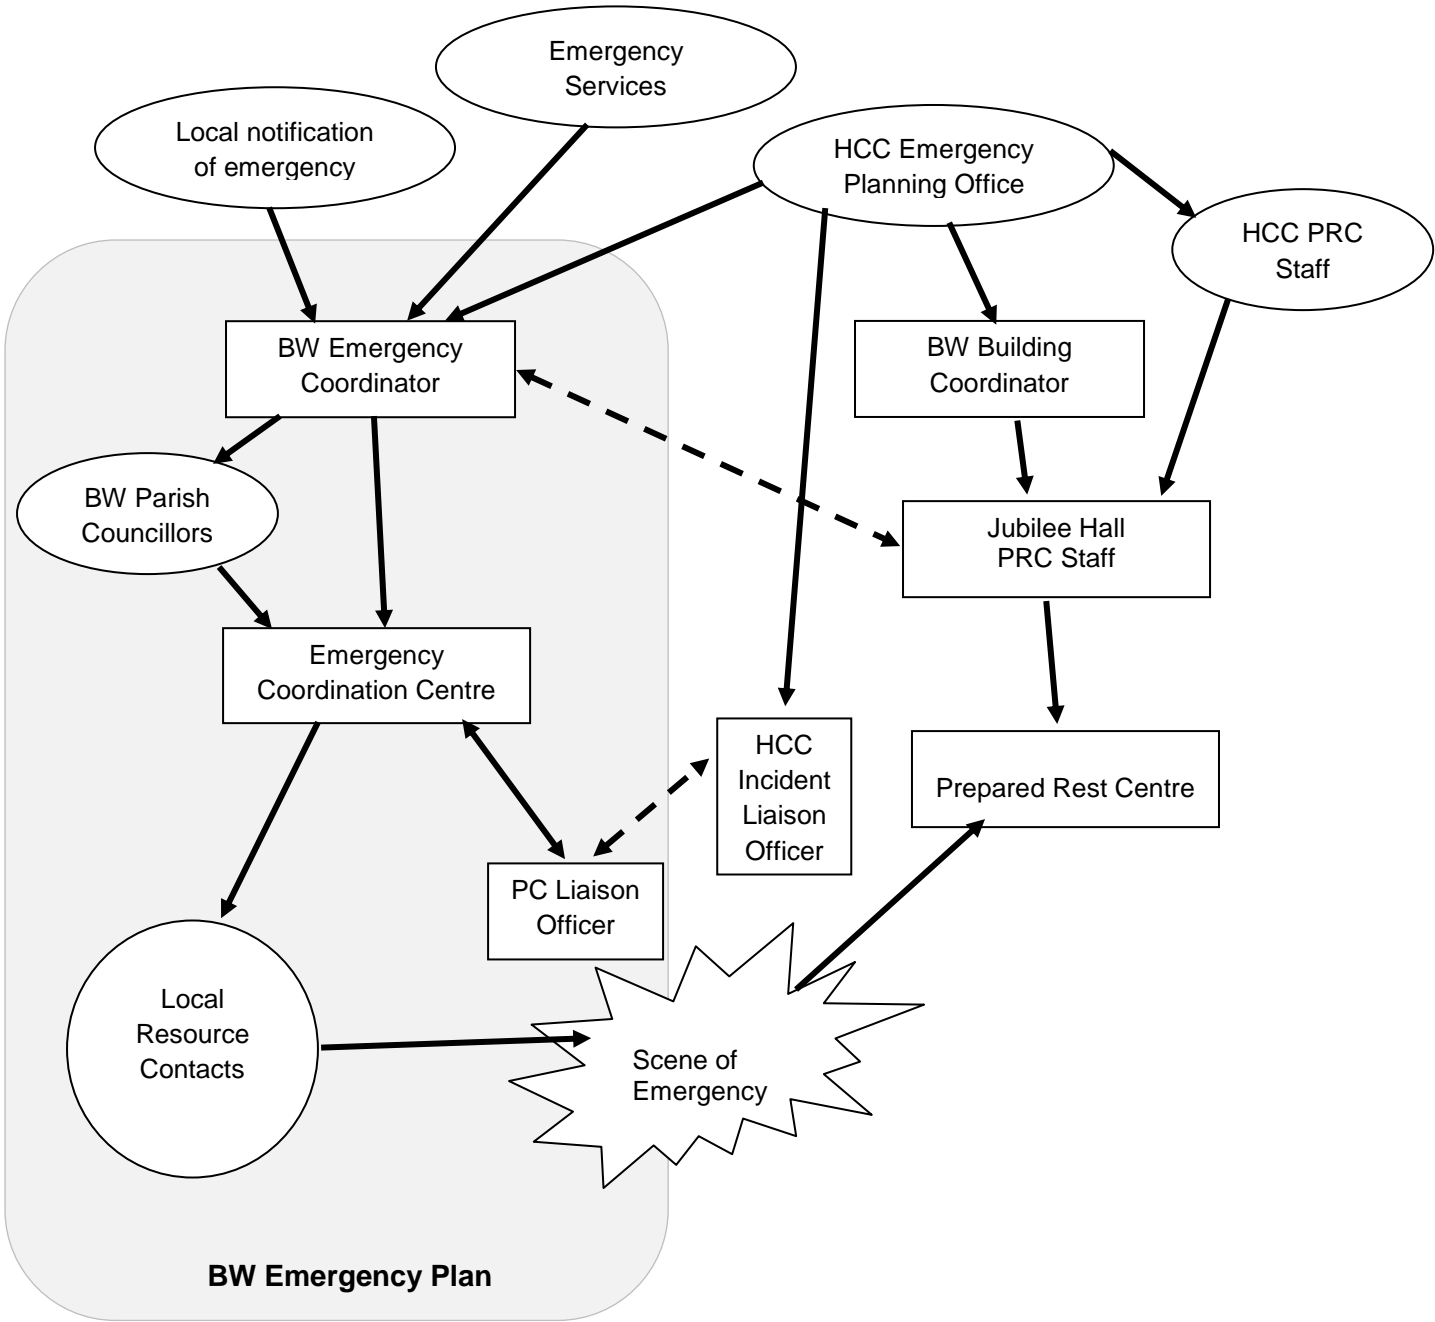 Emergency
Services
Local notification
of emergency
HCC Emergency
Planning Office
HCC PRC
Staff
BW Emergency
Coordinator
BW Building
Coordinator
BW Parish
Councillors
Jubilee Hall
PRC Staff
Emergency
Coordination Centre
HCC
Incident
Liaison
Officer
Prepared Rest Centre
PC Liaison
Officer
Local
Resource
Contacts
Scene of
Emergency
BW Emergency Plan